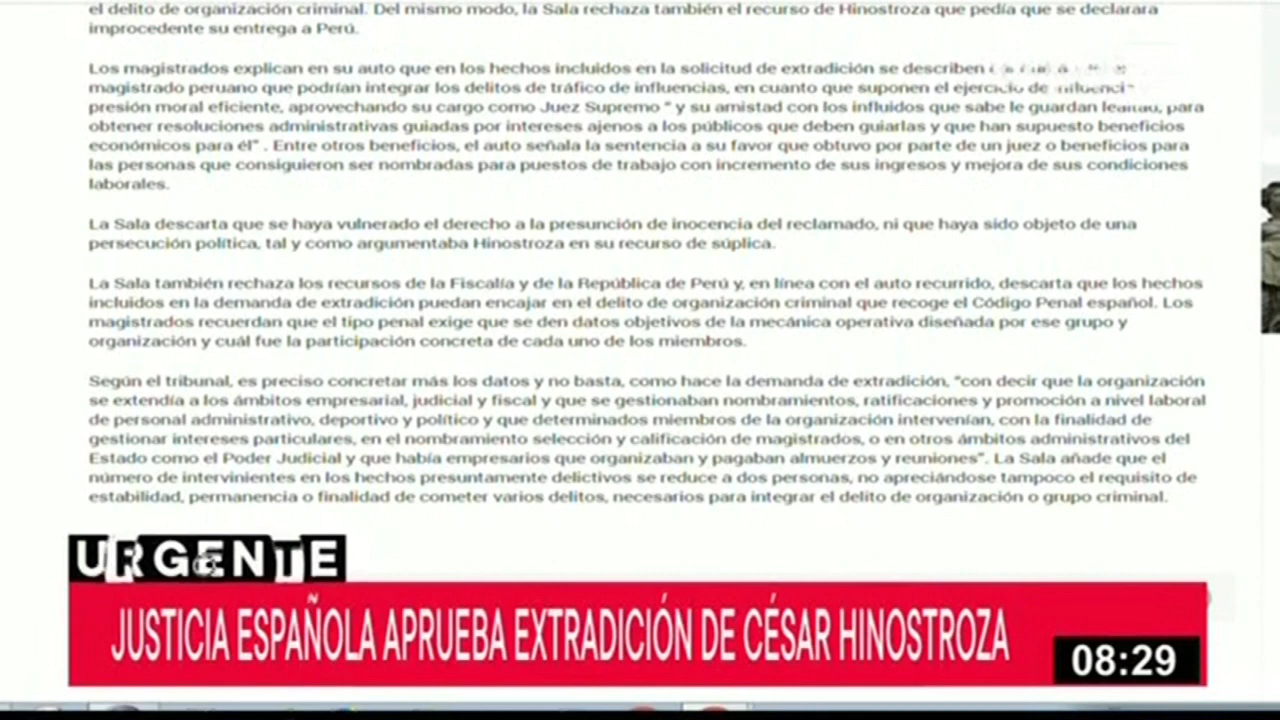 el delito de organización criminal. Del mismo modo, la Sala rechaza también el recurso de Hinostroza que pedía que se declarara
improcedente su entrega a Perú.
Los magistrados explican en su auto que en los hechos incluidos en la solicitud de extradición se describen
magistrado peruano que podrían integrar los delitos de tráfico de influencias, en cuanto que suponen el ejercicio de
presión moral eficiente, aprovechando su cargo como Juez Supremo " y su amistad con los influidos que sabe le guardan lealtad, para
obtener resoluciones administrativas guiadas por intereses ajenos a los públicos que deben guiarlas y que han supuesto beneficios
económicos para él" . Entre otros beneficios, el auto señala la sentencia a su favor que obtuvo por parte de un juez o beneficios para
las personas que consiguieron ser nombradas para puestos de trabajo con incremento de sus ingresos y mejora de sus condiciones
laborales.
La Sala descarta que se haya vulnerado el derecho a la presunción de inocencia del reclamado, ni que haya sido objeto de una
persecución política, tal y como argumentaba Hinostroza en su recurso de súplica.
La Sala también rechaza los recursos de la Fiscalía y de la República de Perú y, en línea con el auto recurrido, descarta que los hechos
incluidos en la demanda de extradición puedan encajar en el delito de organización criminal que recoge el Código Penal español. Los
magistrados recuerdan que el tipo penal exige que se den datos objetivos de la mecánica operativa diseñada por ese grupo y
organización y cuál fue la participación concreta de cada uno de los miembros.
Según el tribunal, es preciso concretar más los datos y no basta, como hace la demanda de extradición, "con decir que la organización
se extendía a los ámbitos empresarial, judicial y fiscal y que se gestionaban nombramientos, ratificaciones y promoción a nivel laboral
de personal administrativo, deportivo y político y que determinados miembros de la organización intervenían, con la finalidad de
gestionar intereses particulares, en el nombramiento selección y calificación de magistrados, o en otros ámbitos administrativos del
Estado como el Poder Judicial y que había empresarios que organizaban y pagaban almuerzos y reuniones". La Sala añade que el
número de intervinientes en los hechos presuntamente delictivos se reduce a dos personas, no apreciándose tampoco el requisito de
estabilidad, permanencia o finalidad de cometer varios delitos, necesarios para integrar el delito de organización o grupo criminal.
URGENTE
JUSTICIA ESPAÑOLA APRUEBA EXTRADICIÓN DE CÉSAR HINOSTROZA
08:29